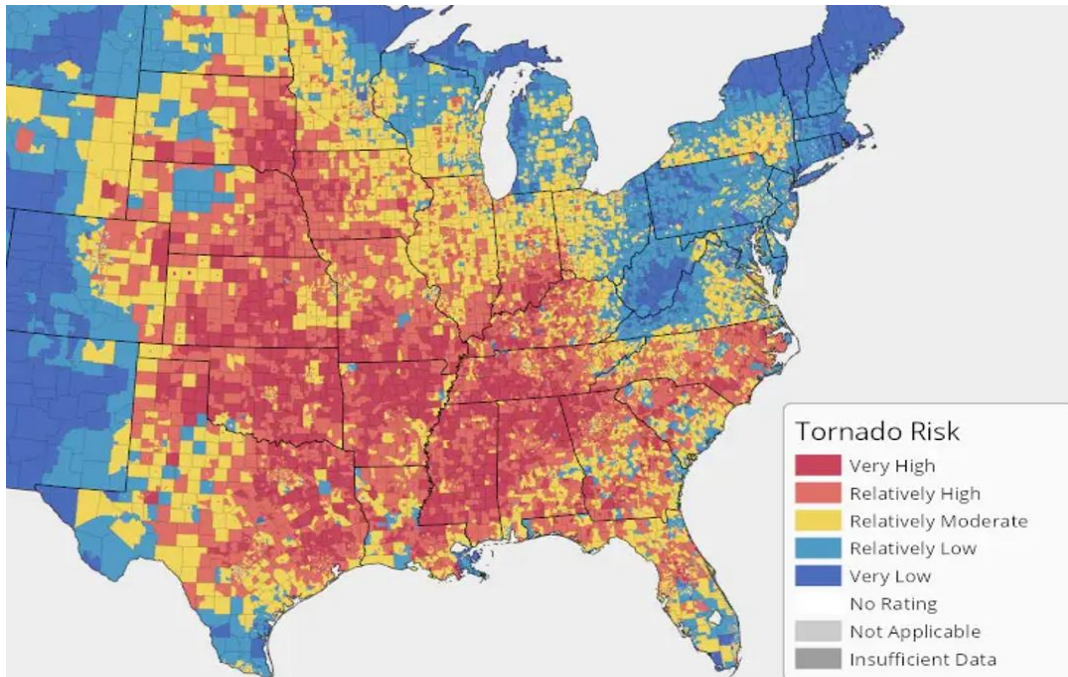 Tornado Risk
Very High
Relatively High
Relatively Moderate
Relatively Low
Very Low
No Rating
Not Applicable
Insufficient Data